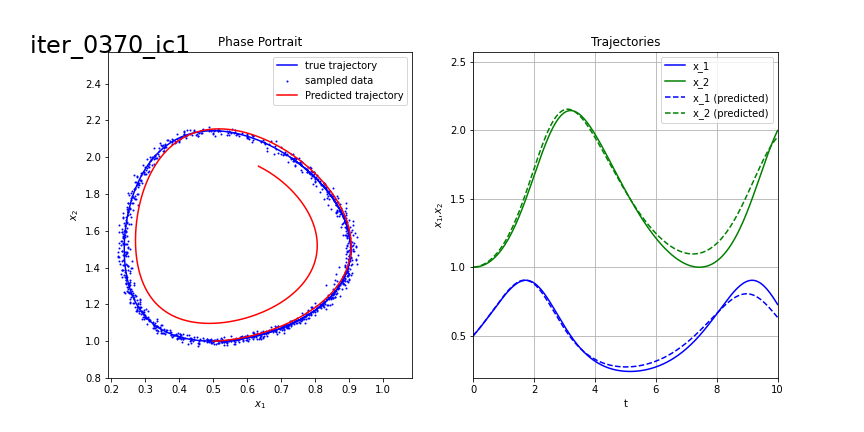 iter_0370_ic1
Phase Portrait
true trajectory
sampled data
Predicted trajectory
2.4
2.2
2.0
1.8
1.6
1.4
1.2
1.0
0.8
x_2
0.2 0.3 0.4 0.5 0.6 0.7 0.8 0.9 1.0
x_1
Trajectories
x_1
x_2
x_1 (predicted)
x_2 (predicted)
2.5
2.0
1.5
1.0
0.5
x_1,x_2
0 2 4 6 8 10
t